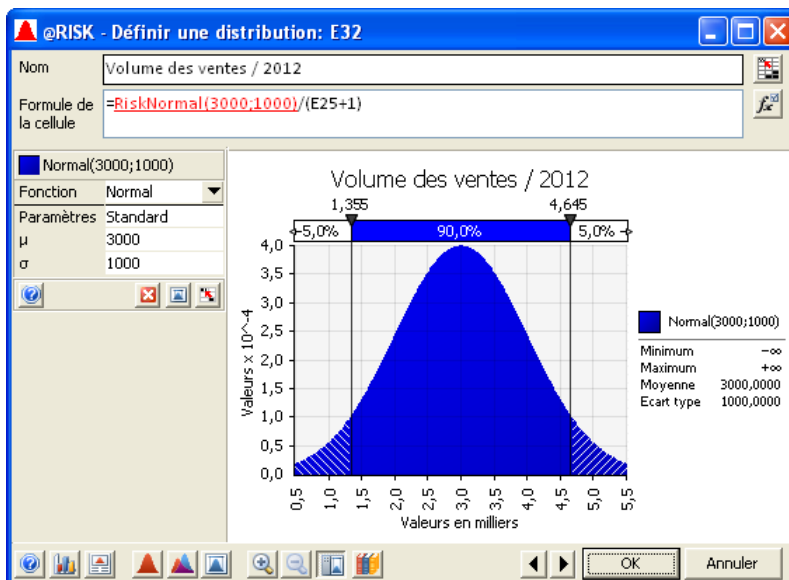 @RISK - Définir une distribution: E32
Nom
Volume des ventes / 2012
Formule de la cellule
=RiskNormal(3000;1000)/(E25+1)
Normal(3000;1000)
Fonction Normal
Paramètres Standard
μ 3000
σ 1000
Volume des ventes / 2012
1,355 4,645
5,0% 90,0% 5,0%
4,0
3,5
3,0
2,5
2,0
1,5
1,0
0,5
0,0
Valeurs x 10^-4
0,5 1,0 1,5 2,0 2,5 3,0 3,5 4,0 4,5 5,0 5,5
Valeurs en milliers
Normal(3000;1000)
Minimum -∞
Maximum +∞
Moyenne 3000,0000
Ecart type 1000,0000
OK Annuler